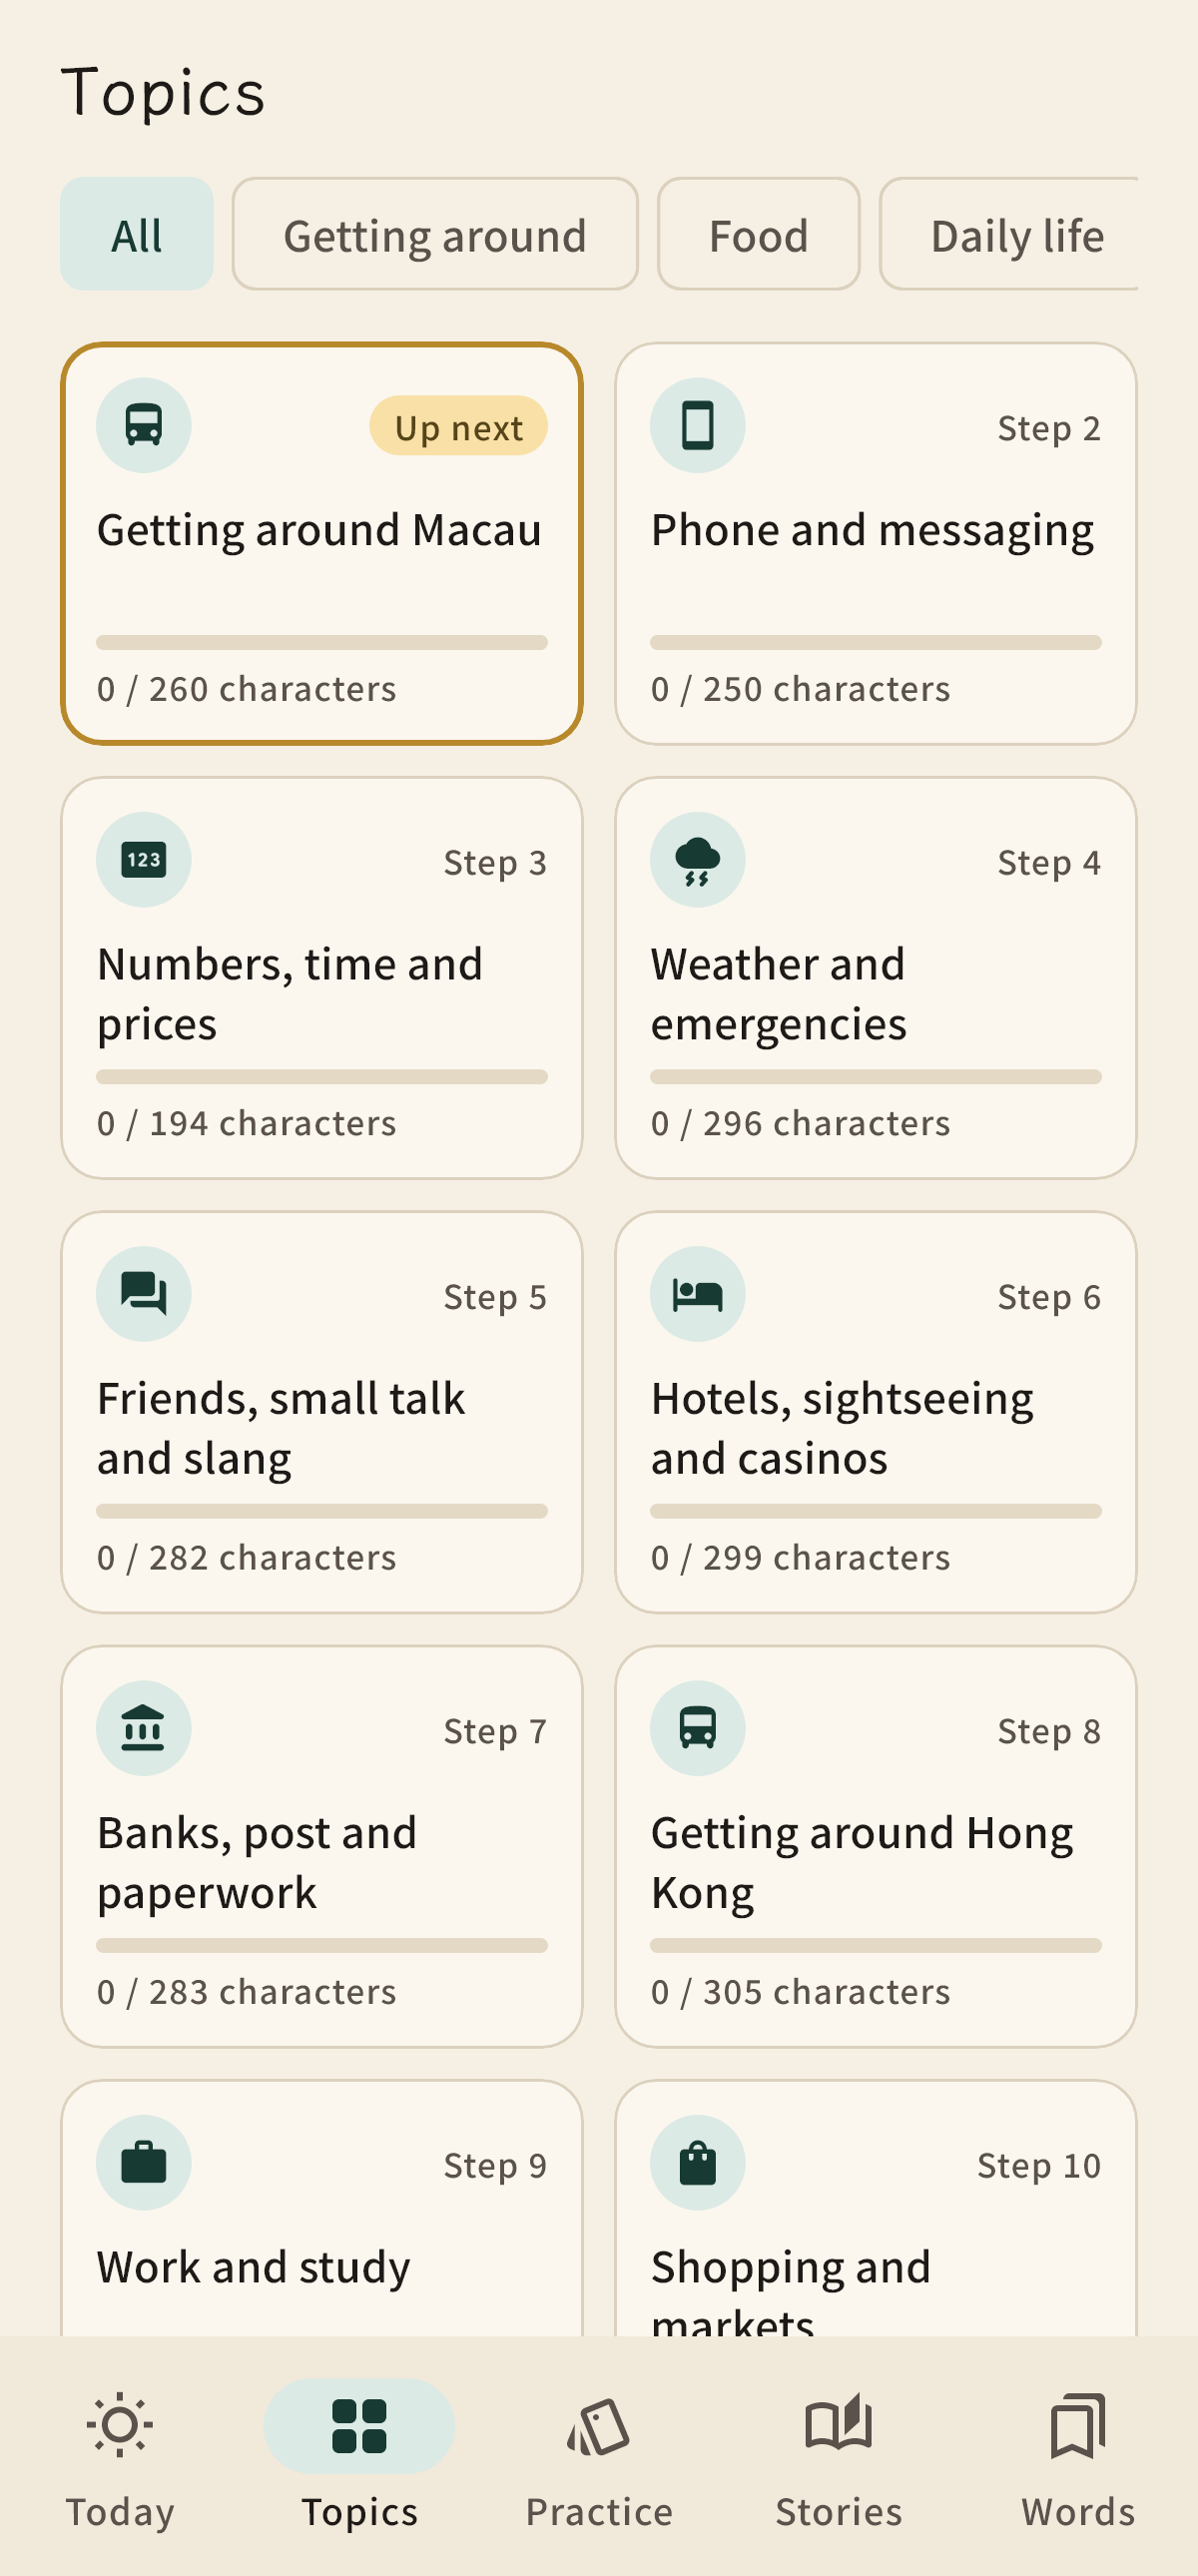 Topics
All
Getting around
Food
Daily life
Up next
Getting around Macau
0 / 260 characters
Step 2
Phone and messaging
0 / 250 characters
123
Step 3
Numbers, time and
prices
0 / 194 characters
Step 4
Weather and
emergencies
0 / 296 characters
Step 5
Friends, small talk
and slang
0 / 282 characters
Step 6
Hotels, sightseeing
and casinos
0 / 299 characters
Step 7
Banks, post and
paperwork
0 / 283 characters
Step 8
Getting around Hong
Kong
0 / 305 characters
Step 9
Work and study
Step 10
Shopping and
markets
Today
Topics
Practice
Stories
Words